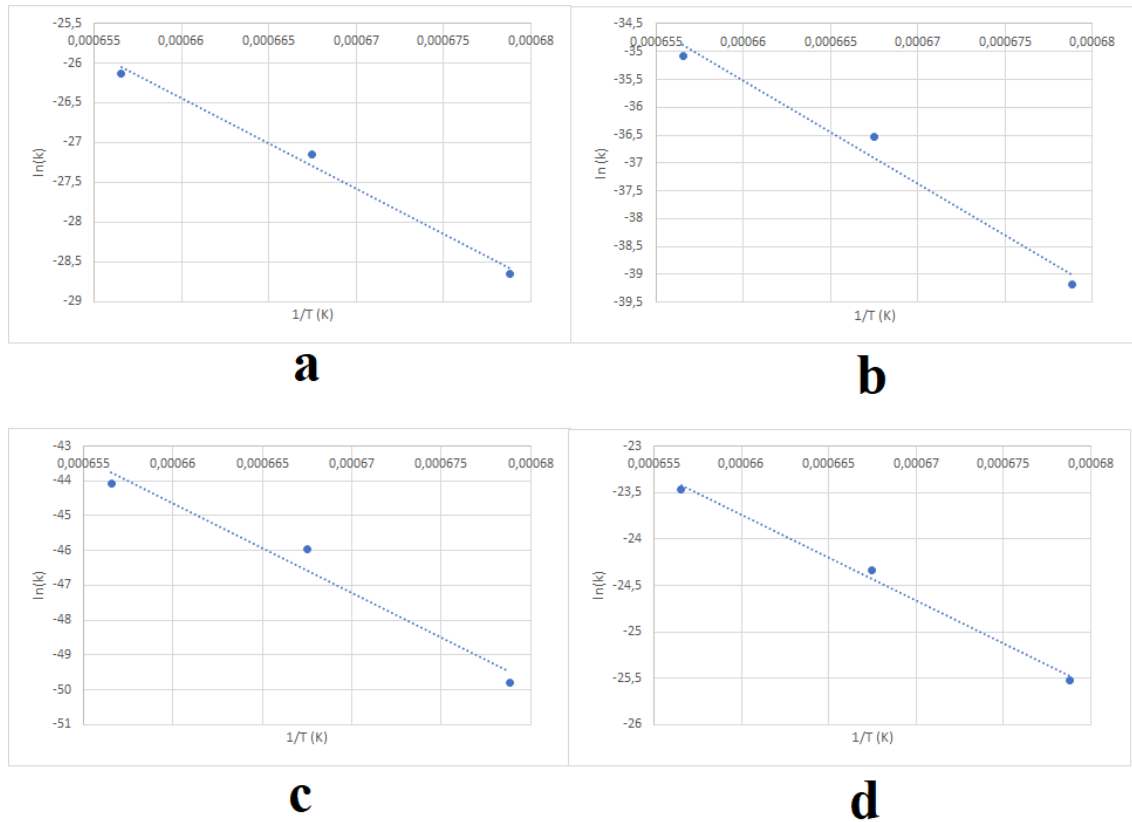 -25,5
0,000655 0,00066 0,000665 0,00067 0,000675 0,00068
-26
-26,5
-27
-27,5
-28
-28,5
-29
ln(k)
1/T (K)
a
-34,5
0,000655 0,00066 0,000665 0,00067 0,000675 0,00068
-35
-35,5
-36
-36,5
-37
-37,5
-38
-38,5
-39
-39,5
ln (k)
1/T (K)
b
-43
0,000655 0,00066 0,000665 0,00067 0,000675 0,00068
-44
-45
-46
-47
-48
-49
-50
-51
ln(k)
1/T (K)
c
-23
0,000655 0,00066 0,000665 0,00067 0,000675 0,00068
-23,5
-24
-24,5
-25
-25,5
-26
ln(k)
1/T (K)
d